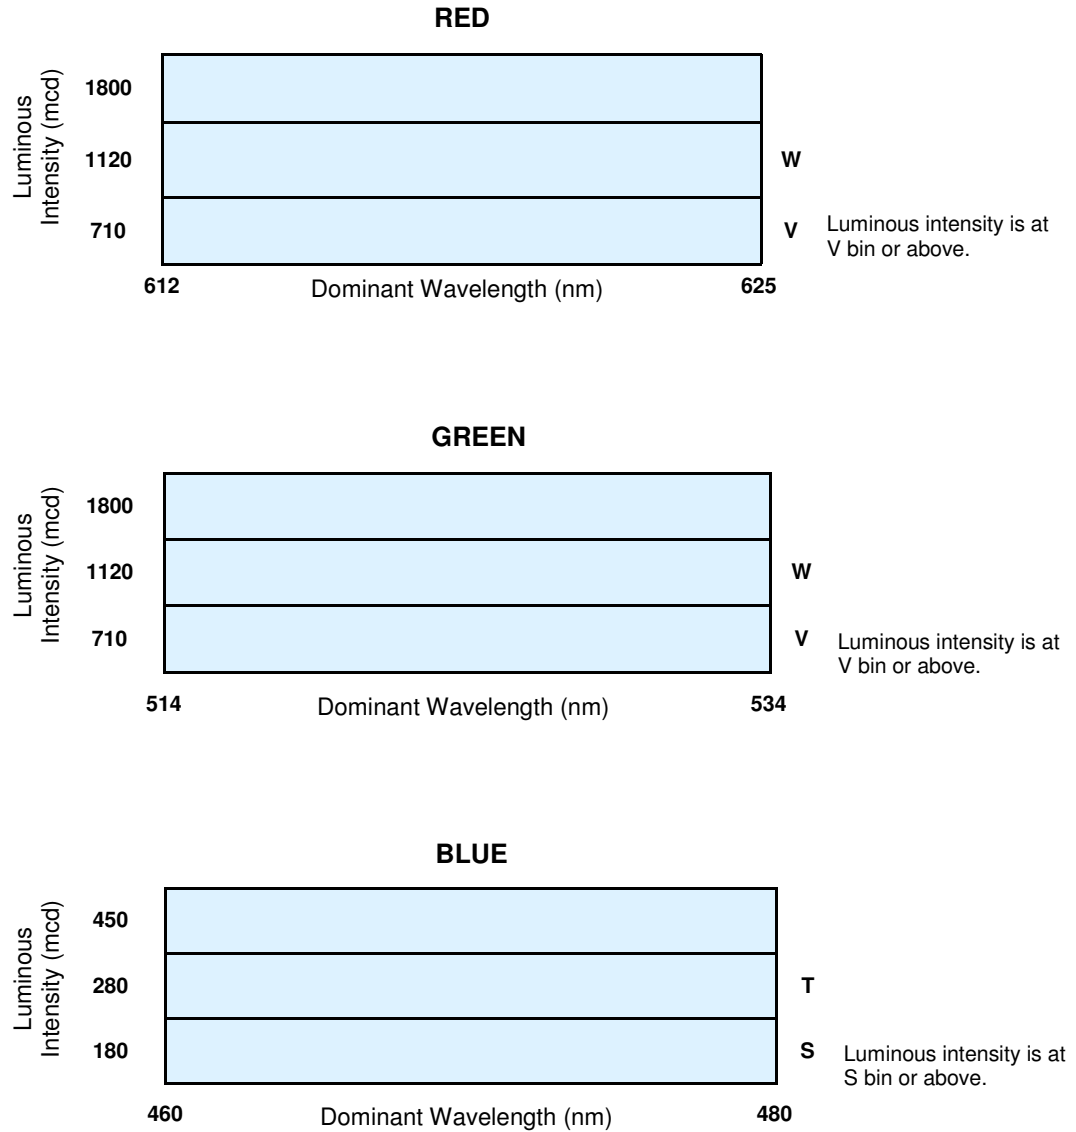 RED
Luminous
Intensity (mcd)
1800
1120
W
710
V
Luminous intensity is at
V bin or above.
612
Dominant Wavelength (nm)
625
GREEN
Luminous
Intensity (mcd)
1800
1120
W
710
V
Luminous intensity is at
V bin or above.
514
Dominant Wavelength (nm)
534
BLUE
Luminous
Intensity (mcd)
450
280
T
180
S
Luminous intensity is at
S bin or above.
460
Dominant Wavelength (nm)
480